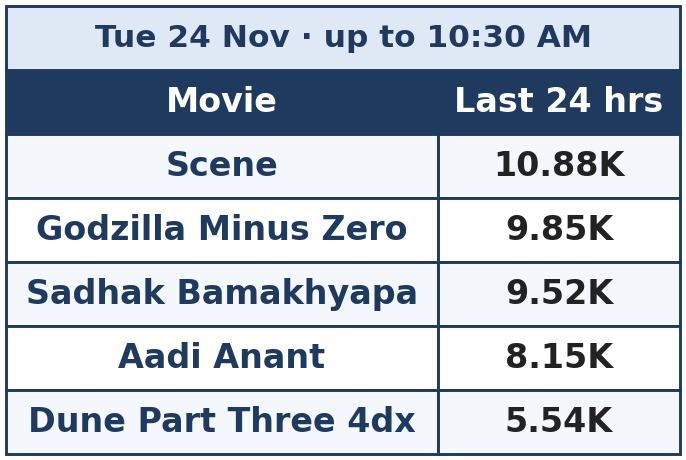 Tue 24 Nov · up to 10:30 AM
Movie Last 24 hrs
Scene 10.88K
Godzilla Minus Zero 9.85K
Sadhak Bamakhyapa 9.52K
Aadi Anant 8.15K
Dune Part Three 4dx 5.54K